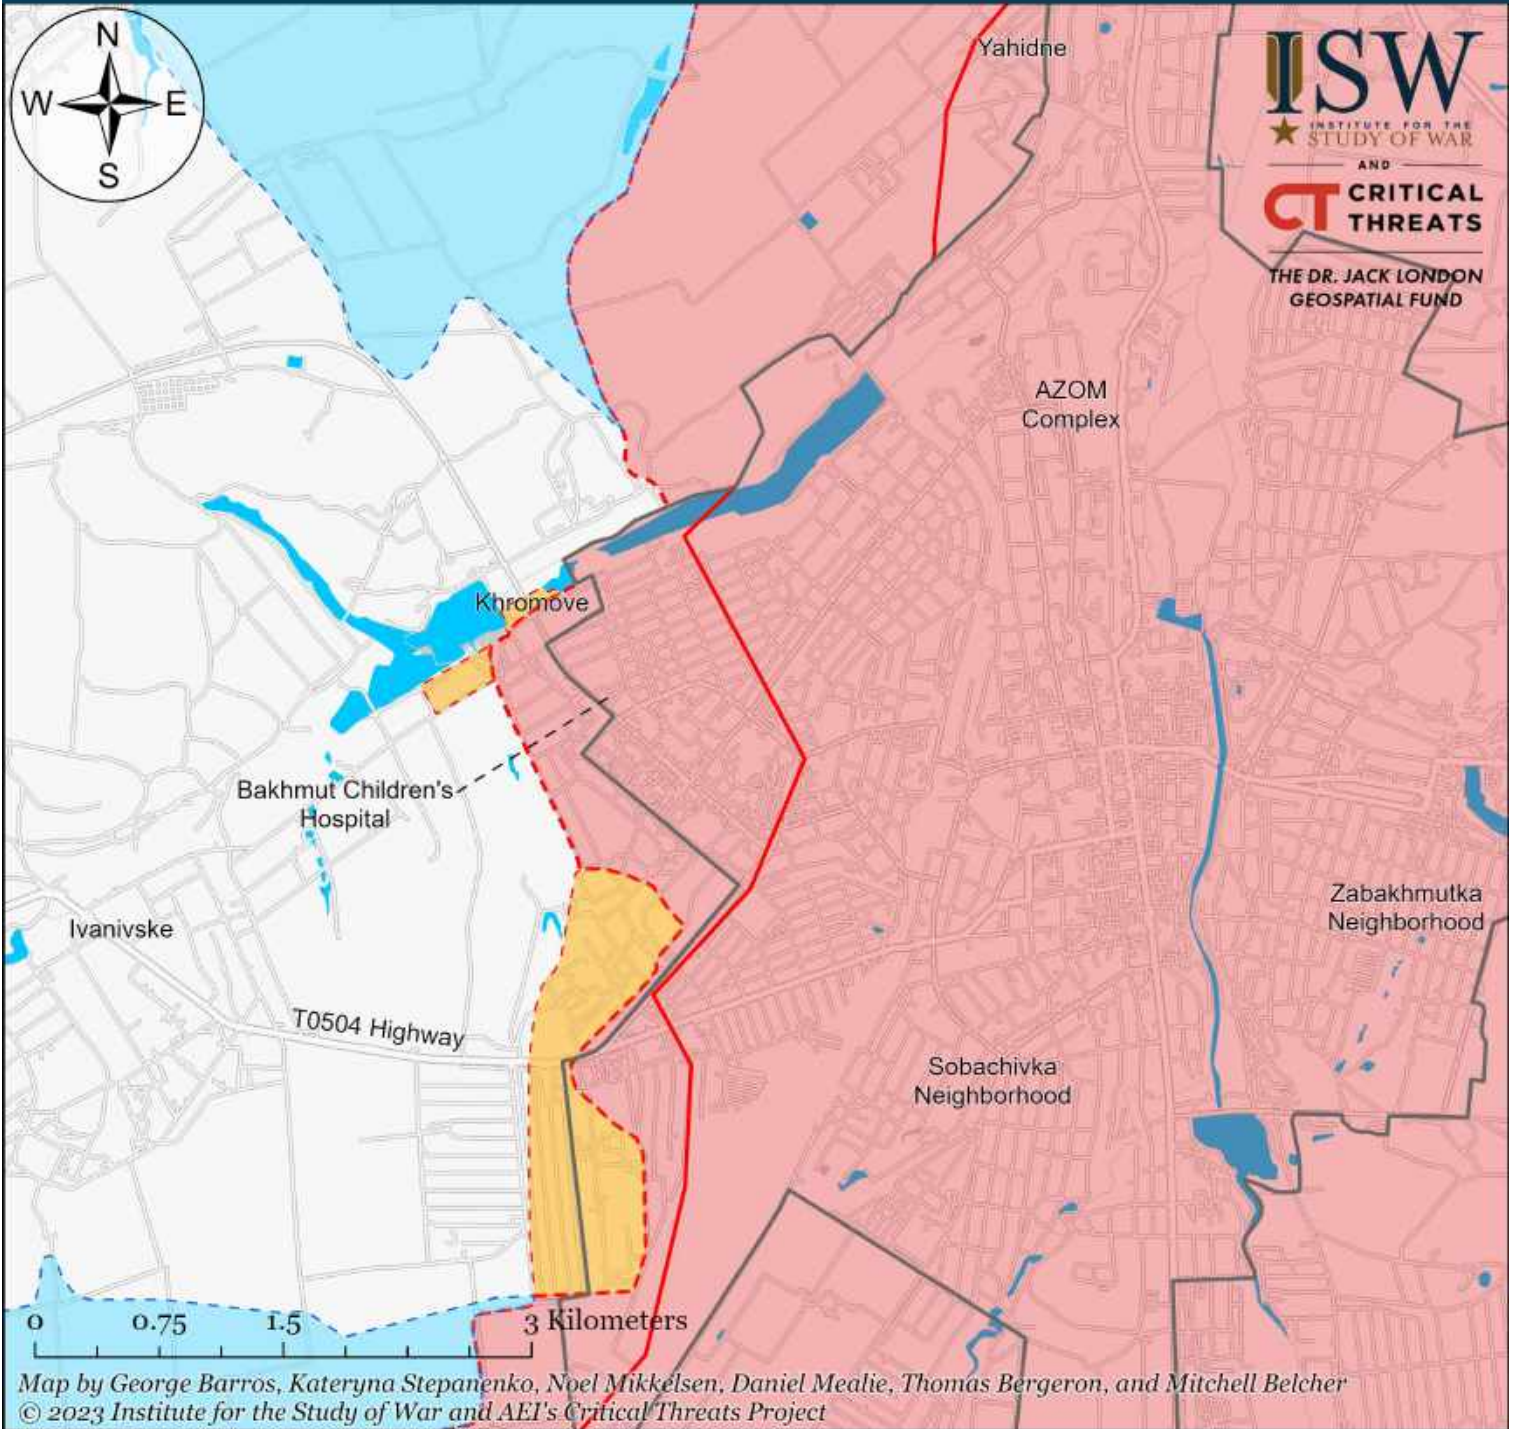 N
W E
S
Yahidne
ISW
INSTITUTE FOR THE
STUDY OF WAR
AND
CT CRITICAL
THREATS
THE DR. JACK LONDON
GEOSPATIAL FUND
AZOM
Complex
Khromove
Bakhmut Children's
Hospital
Zabakhmutka
Neighborhood
Ivanivske
T0504 Highway
Sobachivka
Neighborhood
0 0.75 1.5 3 Kilometers
Map by George Barros, Kateryna Stepanenko, Noel Mikkelsen, Daniel Mealie, Thomas Bergeron, and Mitchell Belcher
© 2023 Institute for the Study of War and AEI's Critical Threats Project